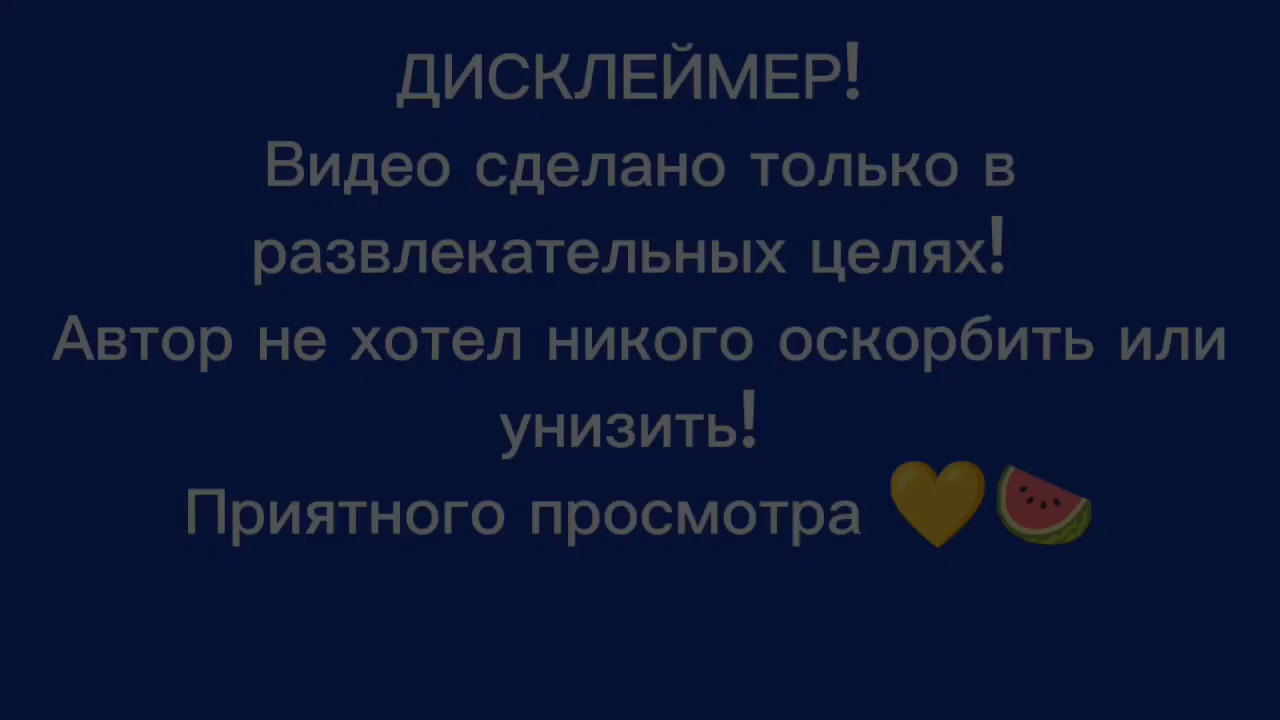 ДИСКЛЕЙМЕР!
Видео сделано только в
развлекательных целях!
Автор не хотел никого оскорбить или
унизить!
Приятного просмотра 💛🍉